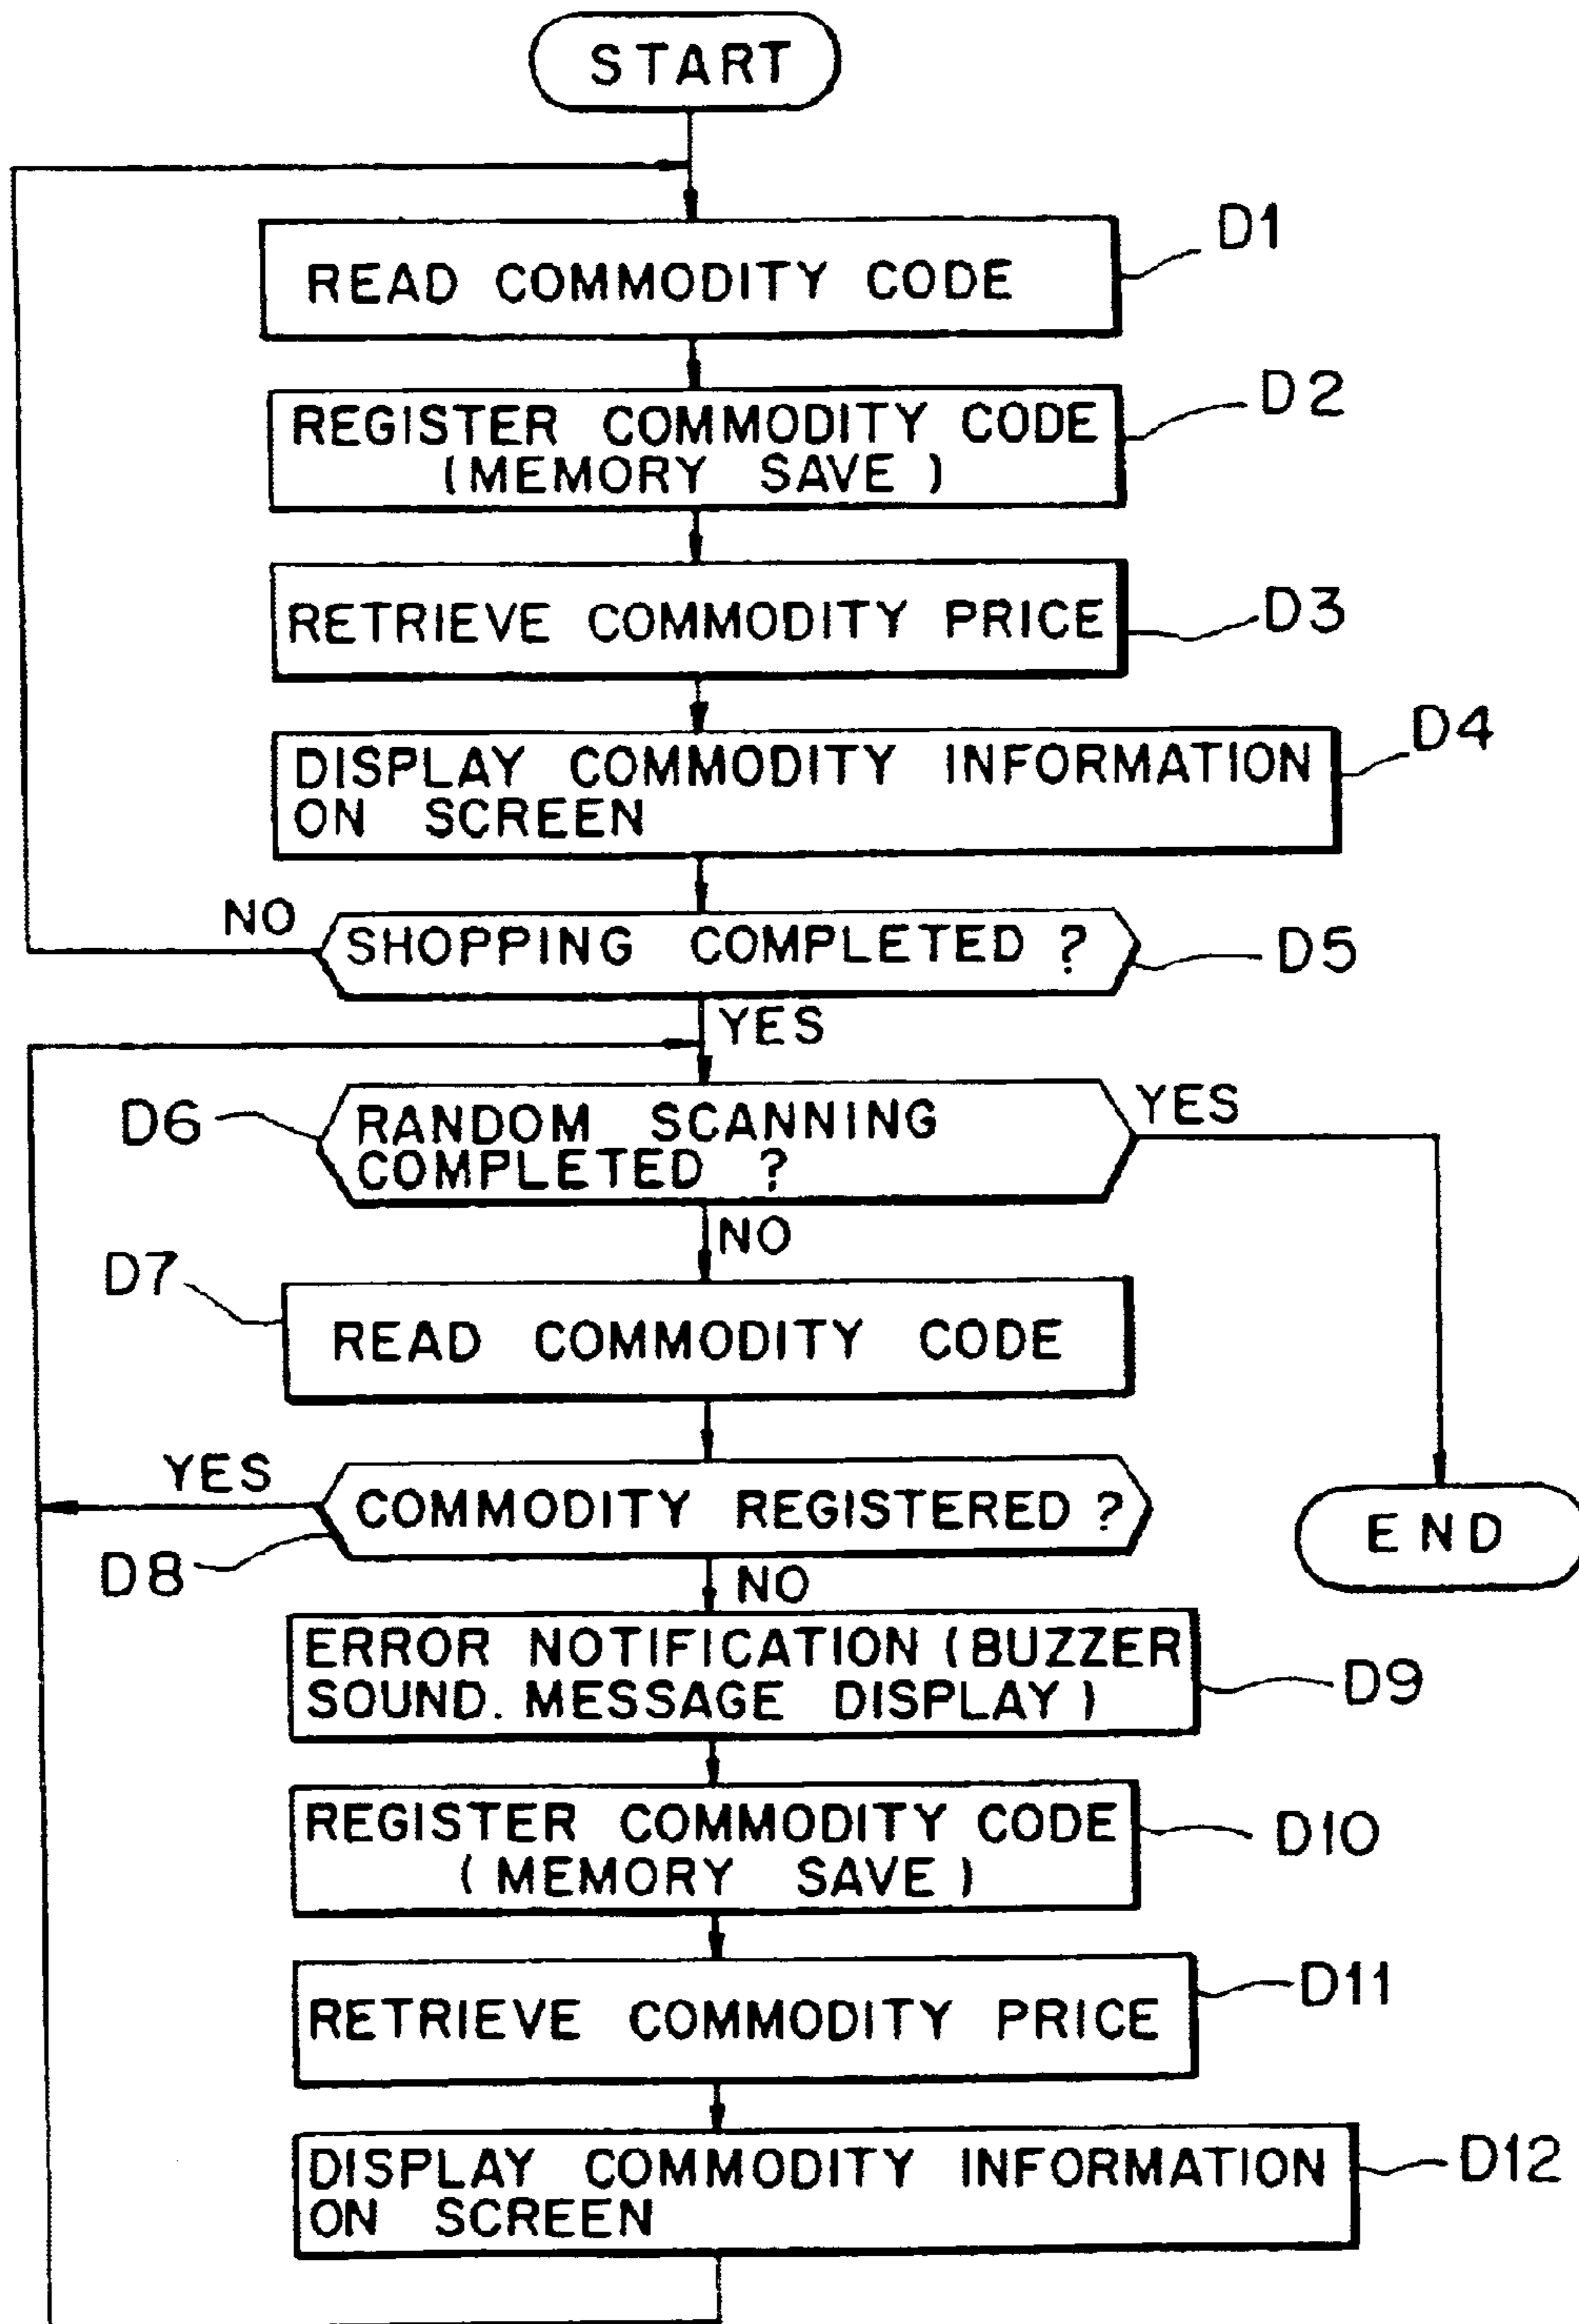 START
READ COMMODITY CODE
D1
REGISTER COMMODITY CODE
(MEMORY SAVE)
D2
RETRIEVE COMMODITY PRICE
D3
DISPLAY COMMODITY INFORMATION
ON SCREEN
D4
NO
SHOPPING COMPLETED ?
D5
YES
D6
RANDOM SCANNING
COMPLETED ?
YES
NO
D7
READ COMMODITY CODE
YES
COMMODITY REGISTERED ?
D8
END
NO
ERROR NOTIFICATION (BUZZER
SOUND. MESSAGE DISPLAY)
D9
REGISTER COMMODITY CODE
(MEMORY SAVE)
D10
RETRIEVE COMMODITY PRICE
D11
DISPLAY COMMODITY INFORMATION
ON SCREEN
D12